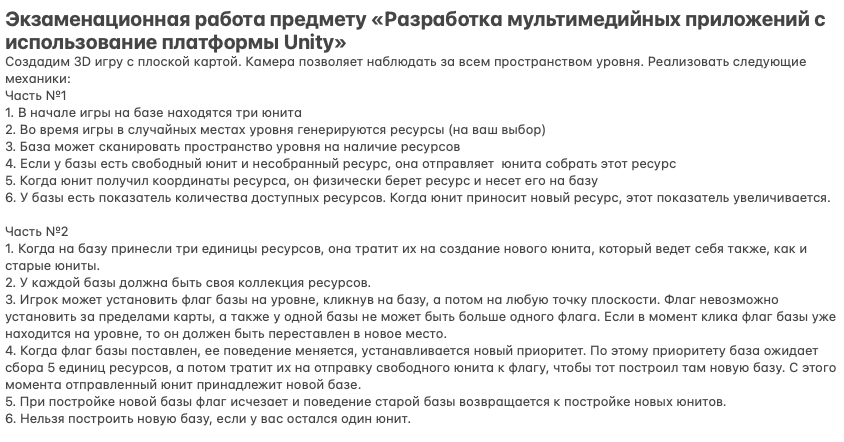 Экзаменационная работа предмету «Разработка мультимедийных приложений с
использование платформы Unity»
Создадим 3D игру с плоской картой. Камера позволяет наблюдать за всем пространством уровня. Реализовать следующие
механики:
Часть №1
1. В начале игры на базе находятся три юнита
2. Во время игры в случайных местах уровня генерируются ресурсы (на ваш выбор)
3. База может сканировать пространство уровня на наличие ресурсов
4. Если у базы есть свободный юнит и несобранный ресурс, она отправляет юнита собрать этот ресурс
5. Когда юнит получил координаты ресурса, он физически берет ресурс и несет его на базу
6. У базы есть показатель количества доступных ресурсов. Когда юнит приносит новый ресурс, этот показатель увеличивается.
Часть №2
1. Когда на базу принесли три единицы ресурсов, она тратит их на создание нового юнита, который ведет себя также, как и
старые юниты.
2. У каждой базы должна быть своя коллекция ресурсов.
3. Игрок может установить флаг базы на уровне, кликнув на базу, а потом на любую точку плоскости. Флаг невозможно
установить за пределами карты, а также у одной базы не может быть больше одного флага. Если в момент клика флаг базы уже
находится на уровне, то он должен быть переставлен в новое место.
4. Когда флаг базы поставлен, ее поведение меняется, устанавливается новый приоритет. По этому приоритету база ожидает
сбора 5 единиц ресурсов, а потом тратит их на отправку свободного юнита к флагу, чтобы тот построил там новую базу. С этого
момента отправленный юнит принадлежит новой базе.
5. При постройке новой базы флаг исчезает и поведение старой базы возвращается к постройке новых юнитов.
6. Нельзя построить новую базу, если у вас остался один юнит.